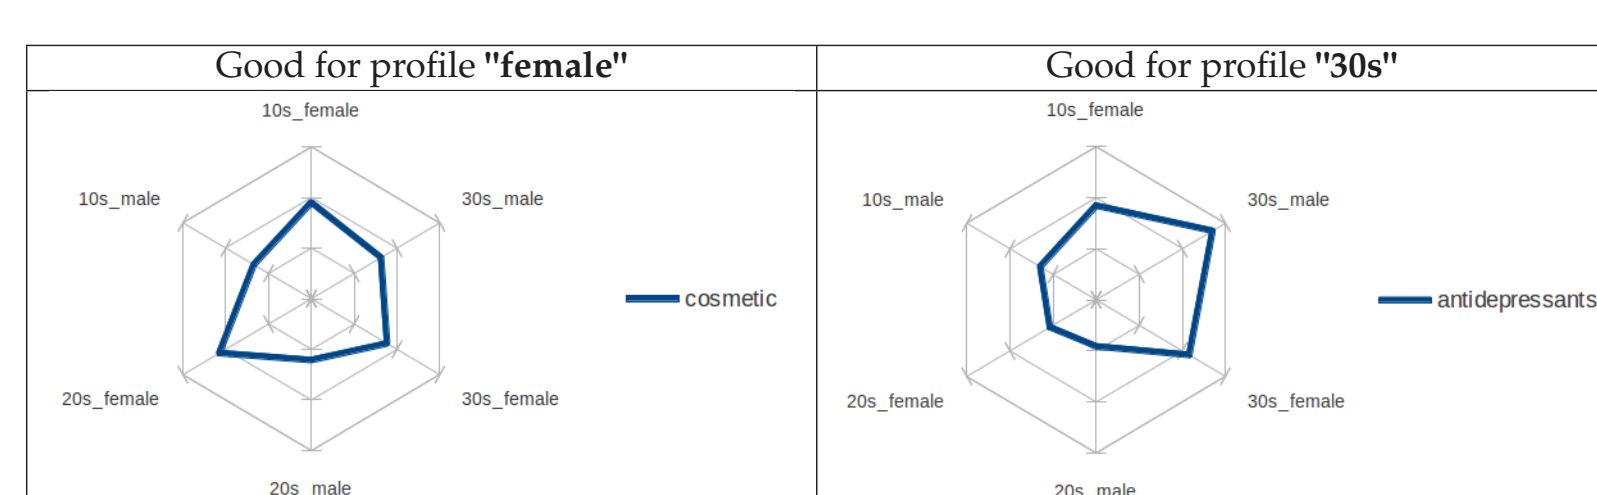 Good for profile "female"
Good for profile "30s"
10s_female
10s_male
30s_male
cosmetic
20s_female
30s_female
20s_male
10s_female
10s_male
30s_male
antidepressants
20s_female
30s_female
20s_male